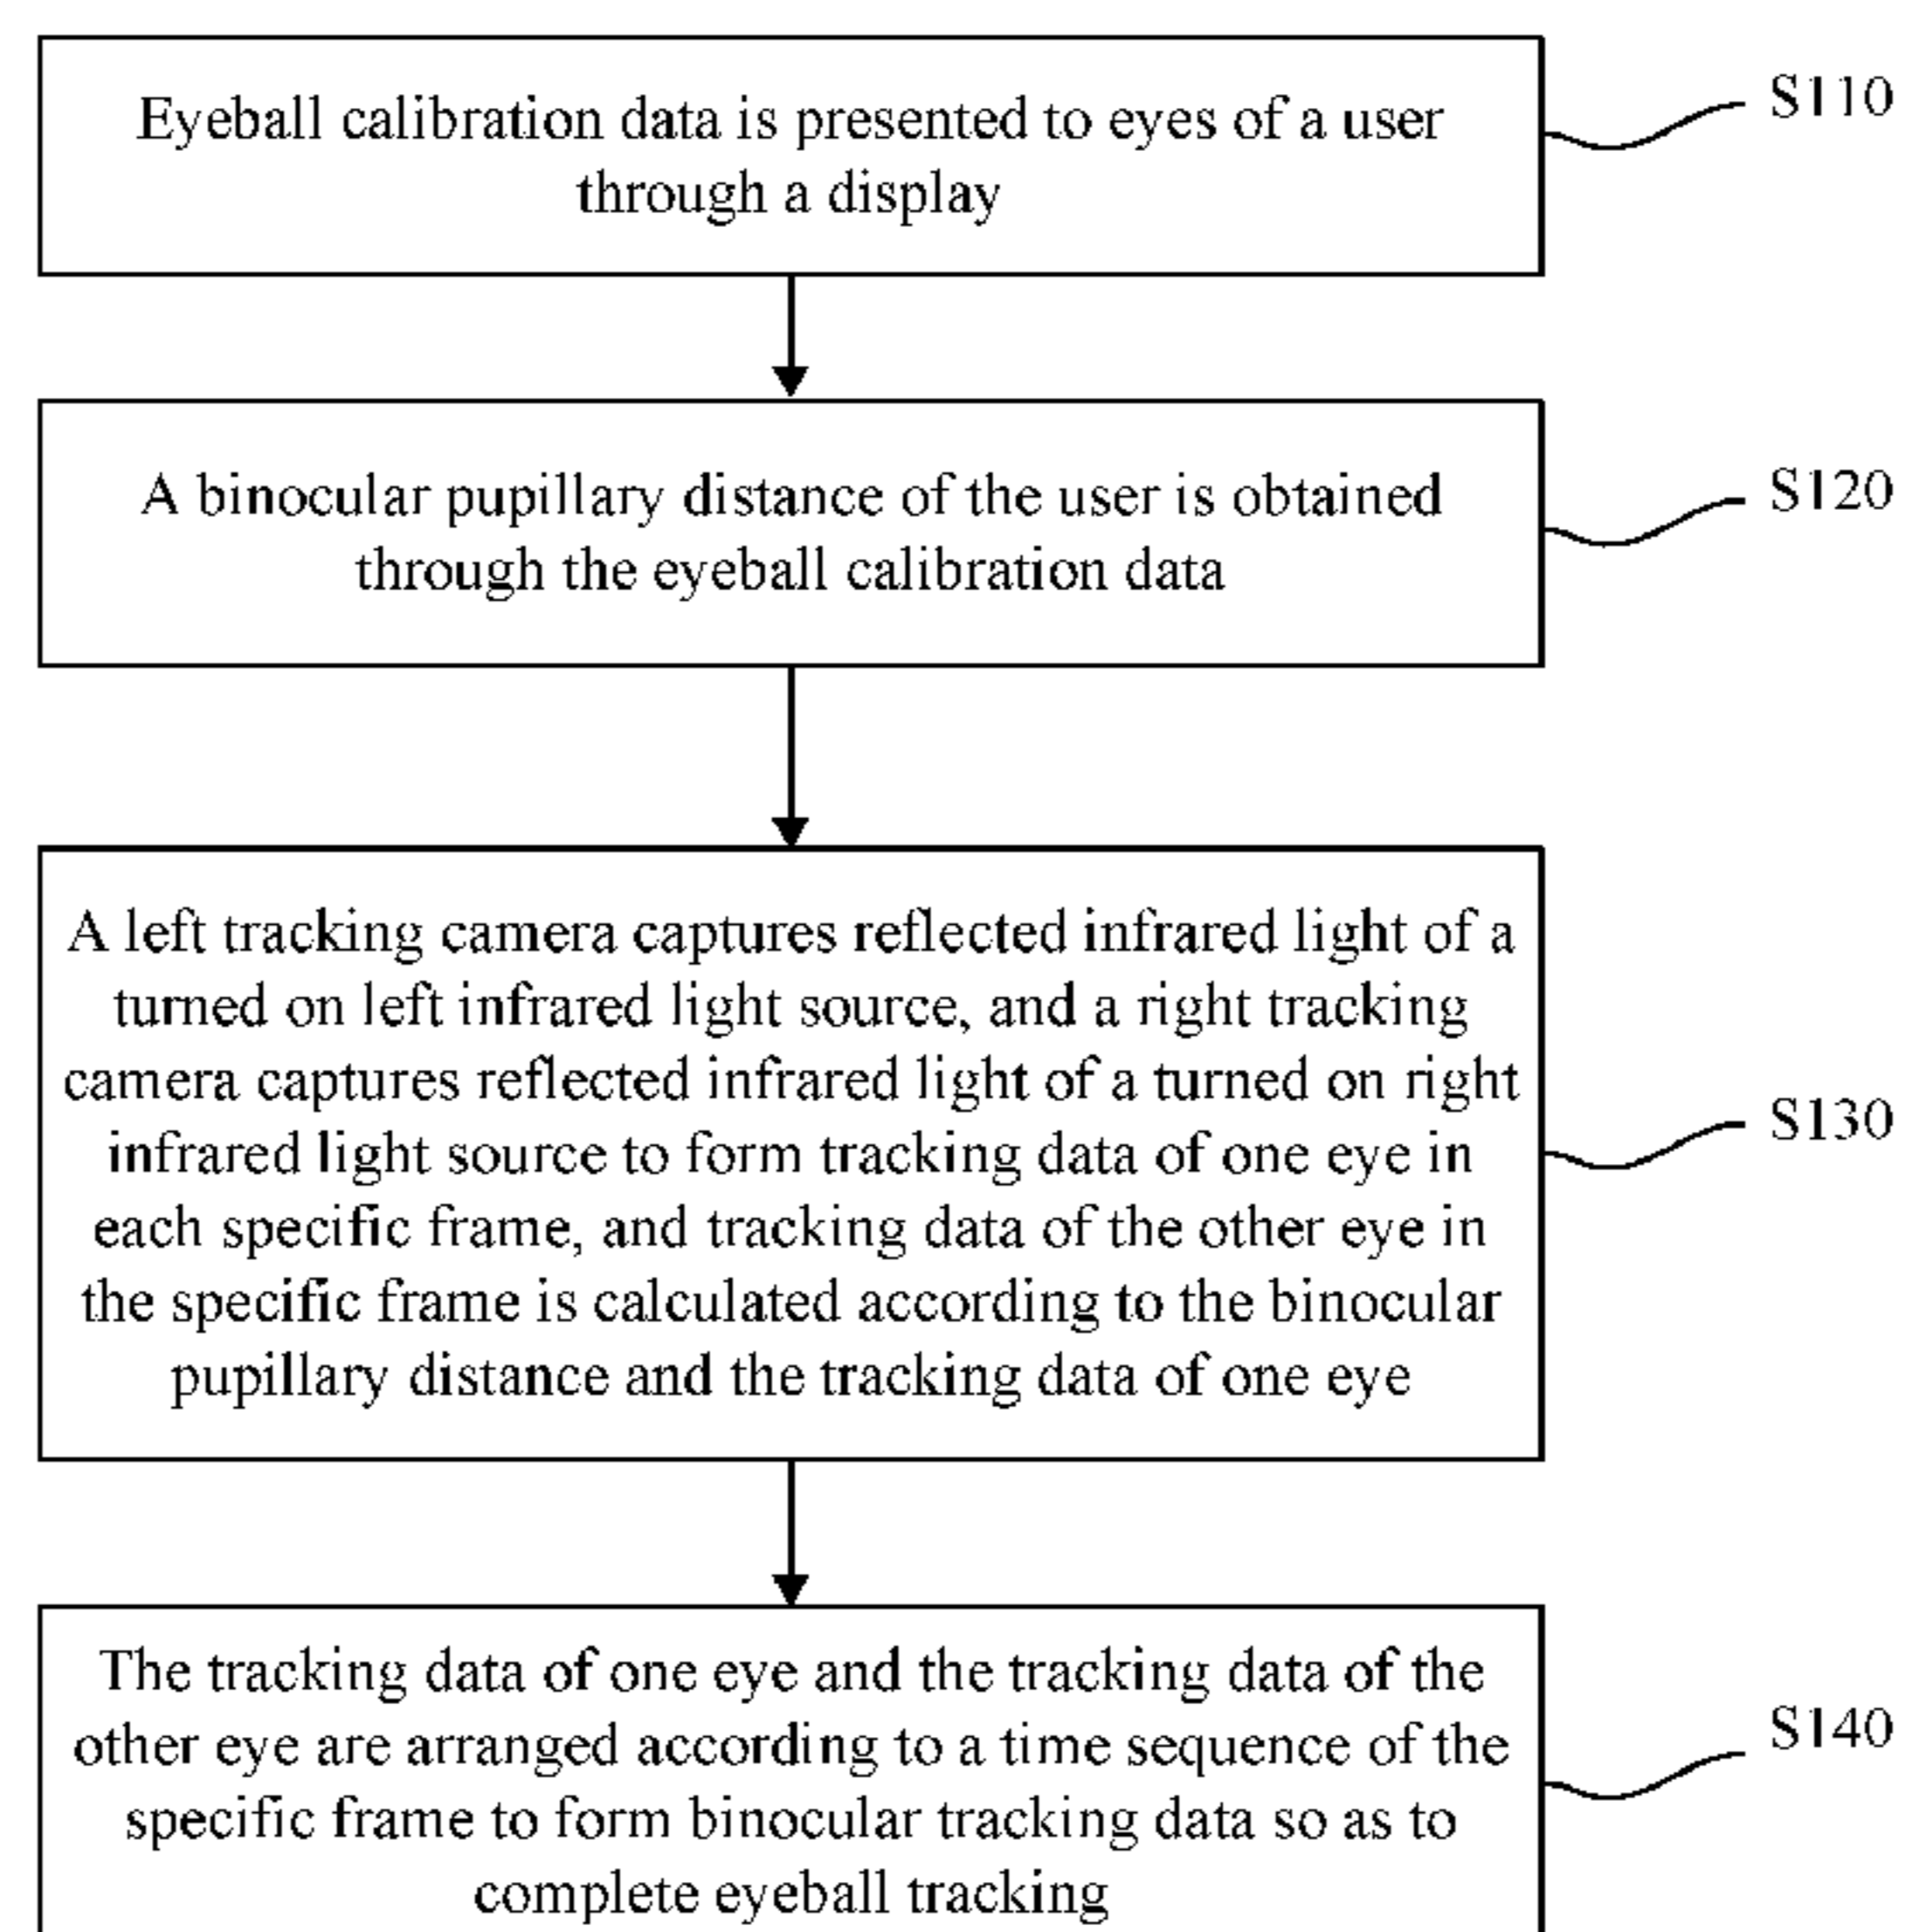 Eyeball calibration data is presented to eyes of a user
through a display
S110
A binocular pupillary distance of the user is obtained
through the eyeball calibration data
S120
A left tracking camera captures reflected infrared light of a
turned on left infrared light source, and a right tracking
camera captures reflected infrared light of a turned on right
infrared light source to form tracking data of one eye in
each specific frame, and tracking data of the other eye in
the specific frame is calculated according to the binocular
pupillary distance and the tracking data of one eye
S130
The tracking data of one eye and the tracking data of the
other eye are arranged according to a time sequence of the
specific frame to form binocular tracking data so as to
complete eyeball tracking
S140